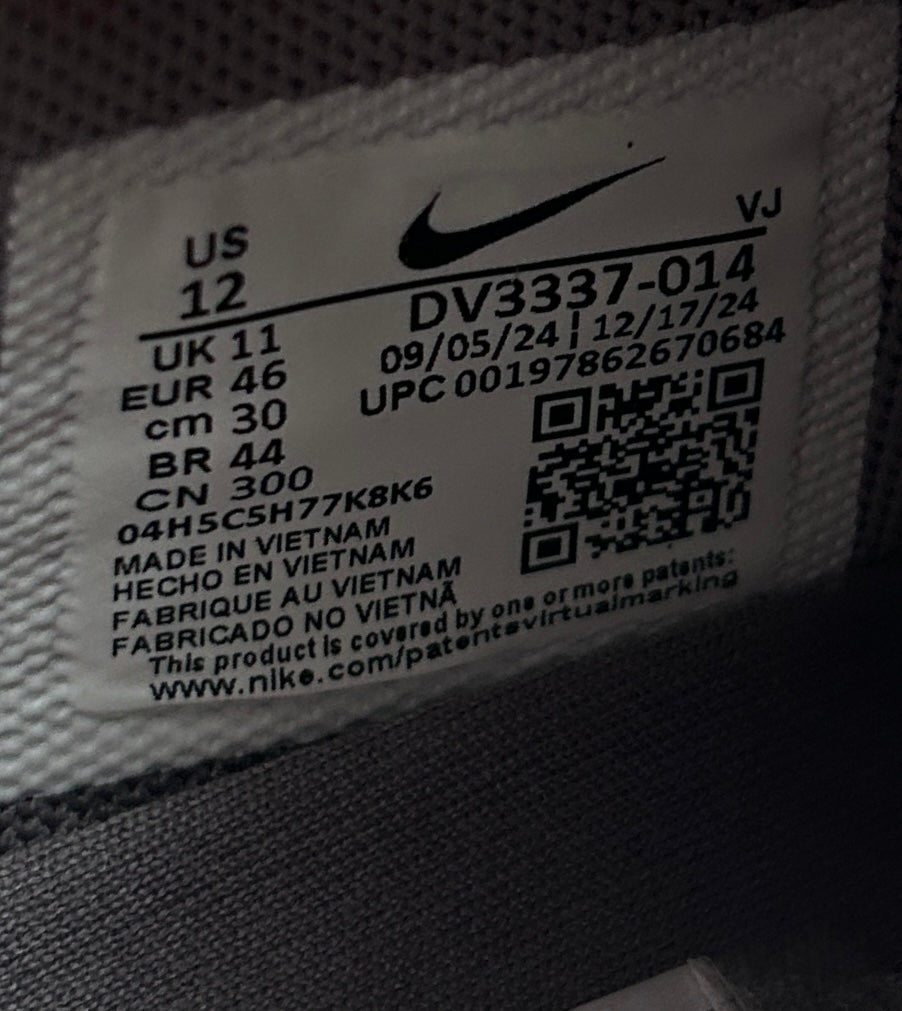 US
12
VJ
UK 11
EUR 46
cm 30
BR 44
CN 300
DV3337-014
09/05/24 | 12/17/24
UPC 00197862670684
04H5C5H77K8K6
MADE IN VIETNAM
HECHO EN VIETNAM
FABRIQUE AU VIETNAM
FABRICADO NO VIETNÃ
This product is covered by one or more patents:
www.nike.com/patentsvirtualmarking